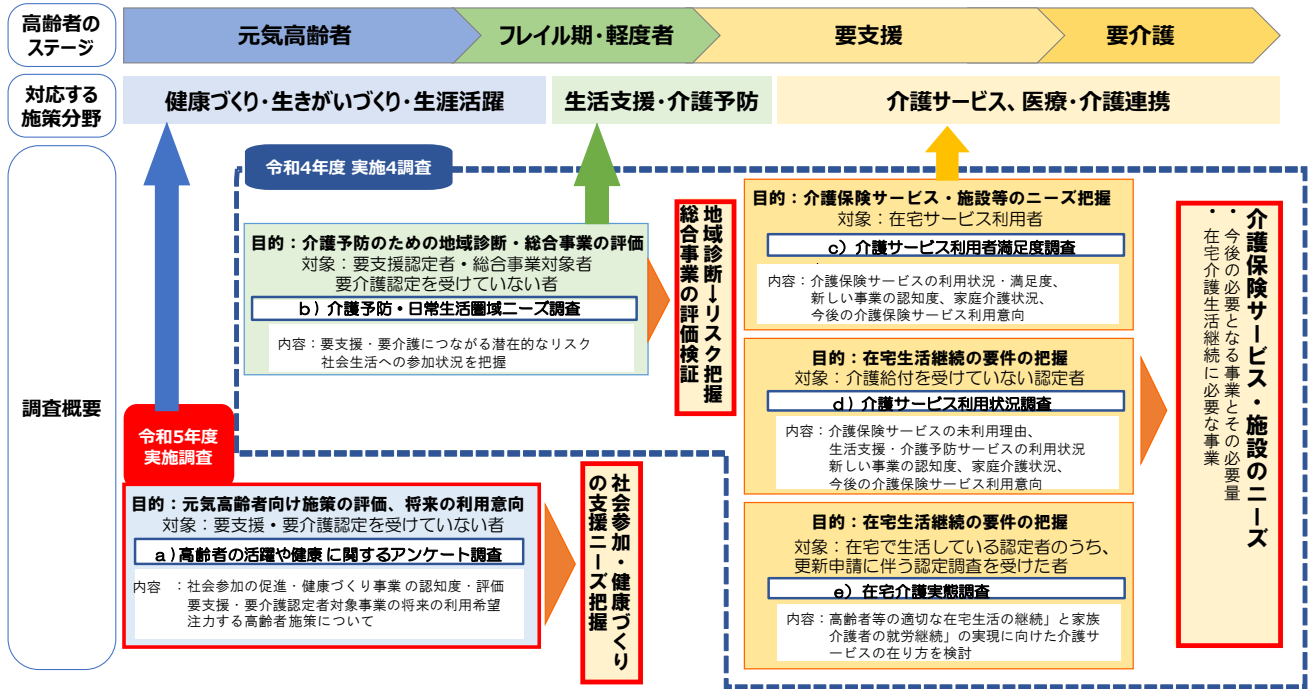 高齢者の
ステージ
元気高齢者
フレイル期・軽度者
要支援
要介護
対応する
施策分野
健康づくり・生きがいづくり・生涯活躍
生活支援・介護予防
介護サービス、医療・介護連携
調査概要
令和4年度 実施4調査
目的：介護予防のための地域診断・総合事業の評価
対象：要支援認定者・総合事業対象者
要介護認定を受けていない者
b）介護予防・日常生活圏域ニーズ調査
内容：要支援・要介護につながる潜在的なリスク
社会生活への参加状況を把握
地域診断→リスク把握
総合事業の評価検証
目的：介護保険サービス・施設等のニーズ把握
対象：在宅サービス利用者
c）介護サービス利用者満足度調査
内容：介護保険サービスの利用状況・満足度、
新しい事業の認知度、家庭介護状況、
今後の介護保険サービス利用意向
目的：在宅生活継続の要件の把握
対象：介護給付を受けていない認定者
d）介護サービス利用状況調査
内容：介護保険サービスの未利用理由、
生活支援・介護予防サービスの利用状況
新しい事業の認知度、家庭介護状況、
今後の介護保険サービス利用意向
目的：在宅生活継続の要件の把握
対象：在宅で生活している認定者のうち、
更新申請に伴う認定調査を受けた者
e）在宅介護実態調査
内容：高齢者等の適切な在宅生活の継続」と家族
介護者の就労継続」の実現に向けた介護サ
ービスの在り方を検討
介護保険サービス・施設のニーズ
・今後の必要となる事業とその必要量
・在宅介護生活継続に必要な事業
令和5年度
実施調査
目的：元気高齢者向け施策の評価、将来の利用意向
対象：要支援・要介護認定を受けていない者
a)高齢者の活躍や健康に関するアンケート調査
内容　：社会参加の促進・健康づくり事業の認知度・評価
要支援・要介護認定者対象事業の将来の利用希望
注力する高齢者施策について
社会参加・健康づくり
の支援ニーズ把握